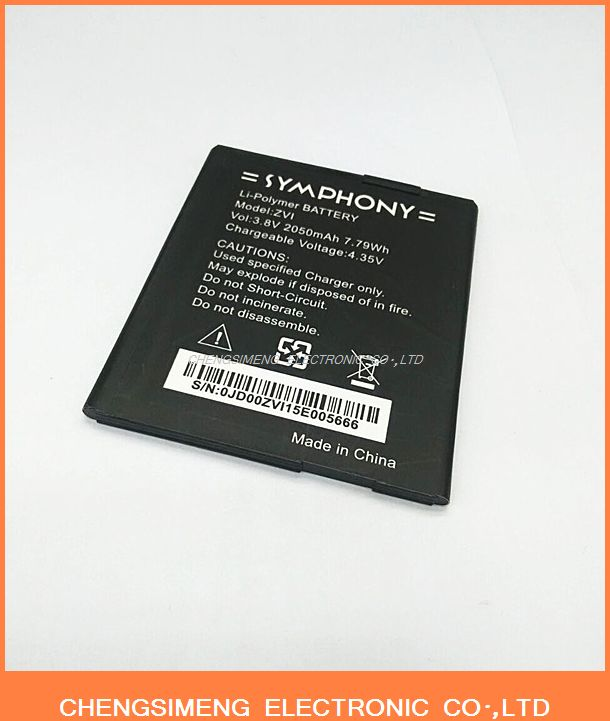 = SYMPHONY =
Li-Polymer BATTERY
Model:ZVI
Vol:3.8V 2050mAh 7.79Wh
Chargeable Voltage:4.35V
CAUTIONS:
Used specified Charger only.
May explode if disposed of in fire.
Do not Short-Circuit.
Do not incinerate.
Do not disassemble.
CHENGSIMENG ELECTRONIC CO·,LTD
S/N:0JD00ZVI15E005666
Made in China
CHENGSIMENG ELECTRONIC CO·,LTD